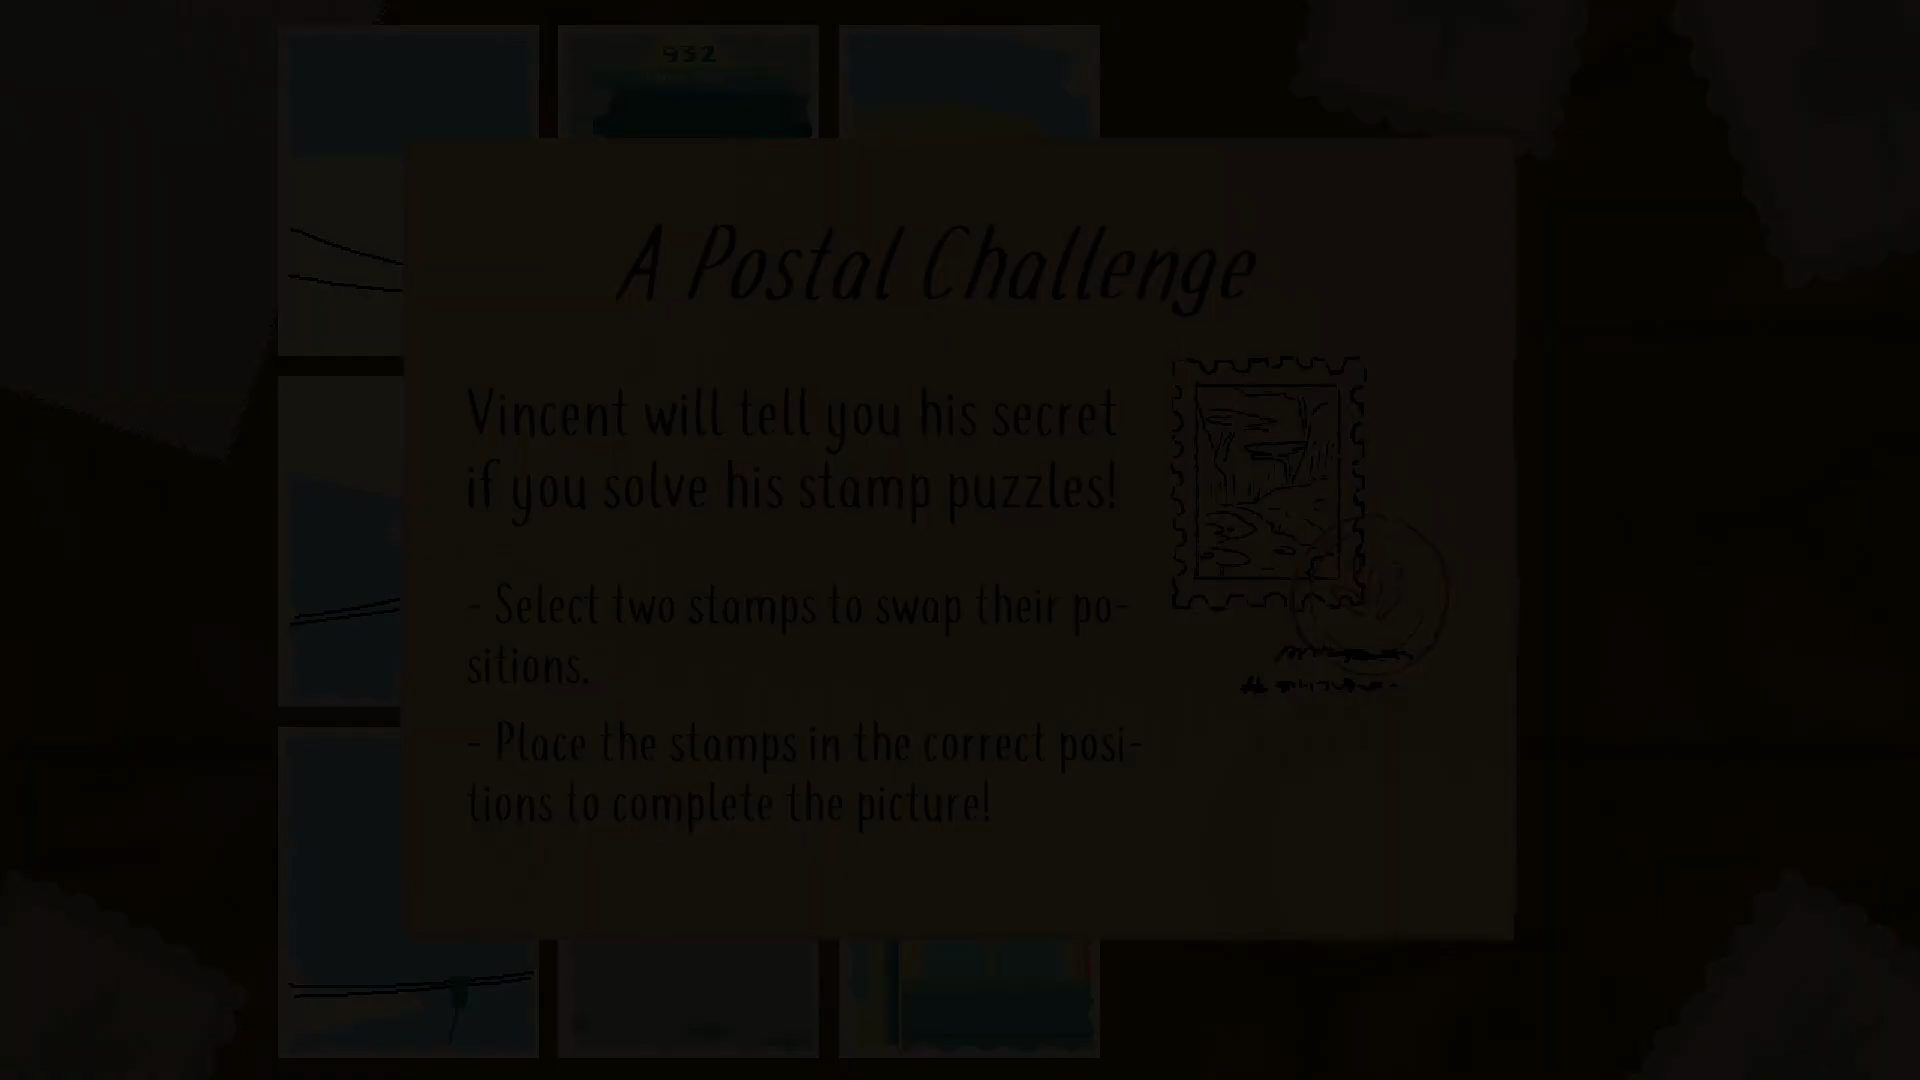 932
A Postal Challenge
Vincent will tell you his secret
if you solve his stamp puzzles!
- Select two stamps to swap their po-
sitions.
- Place the stamps in the correct posi-
tions to complete the picture!